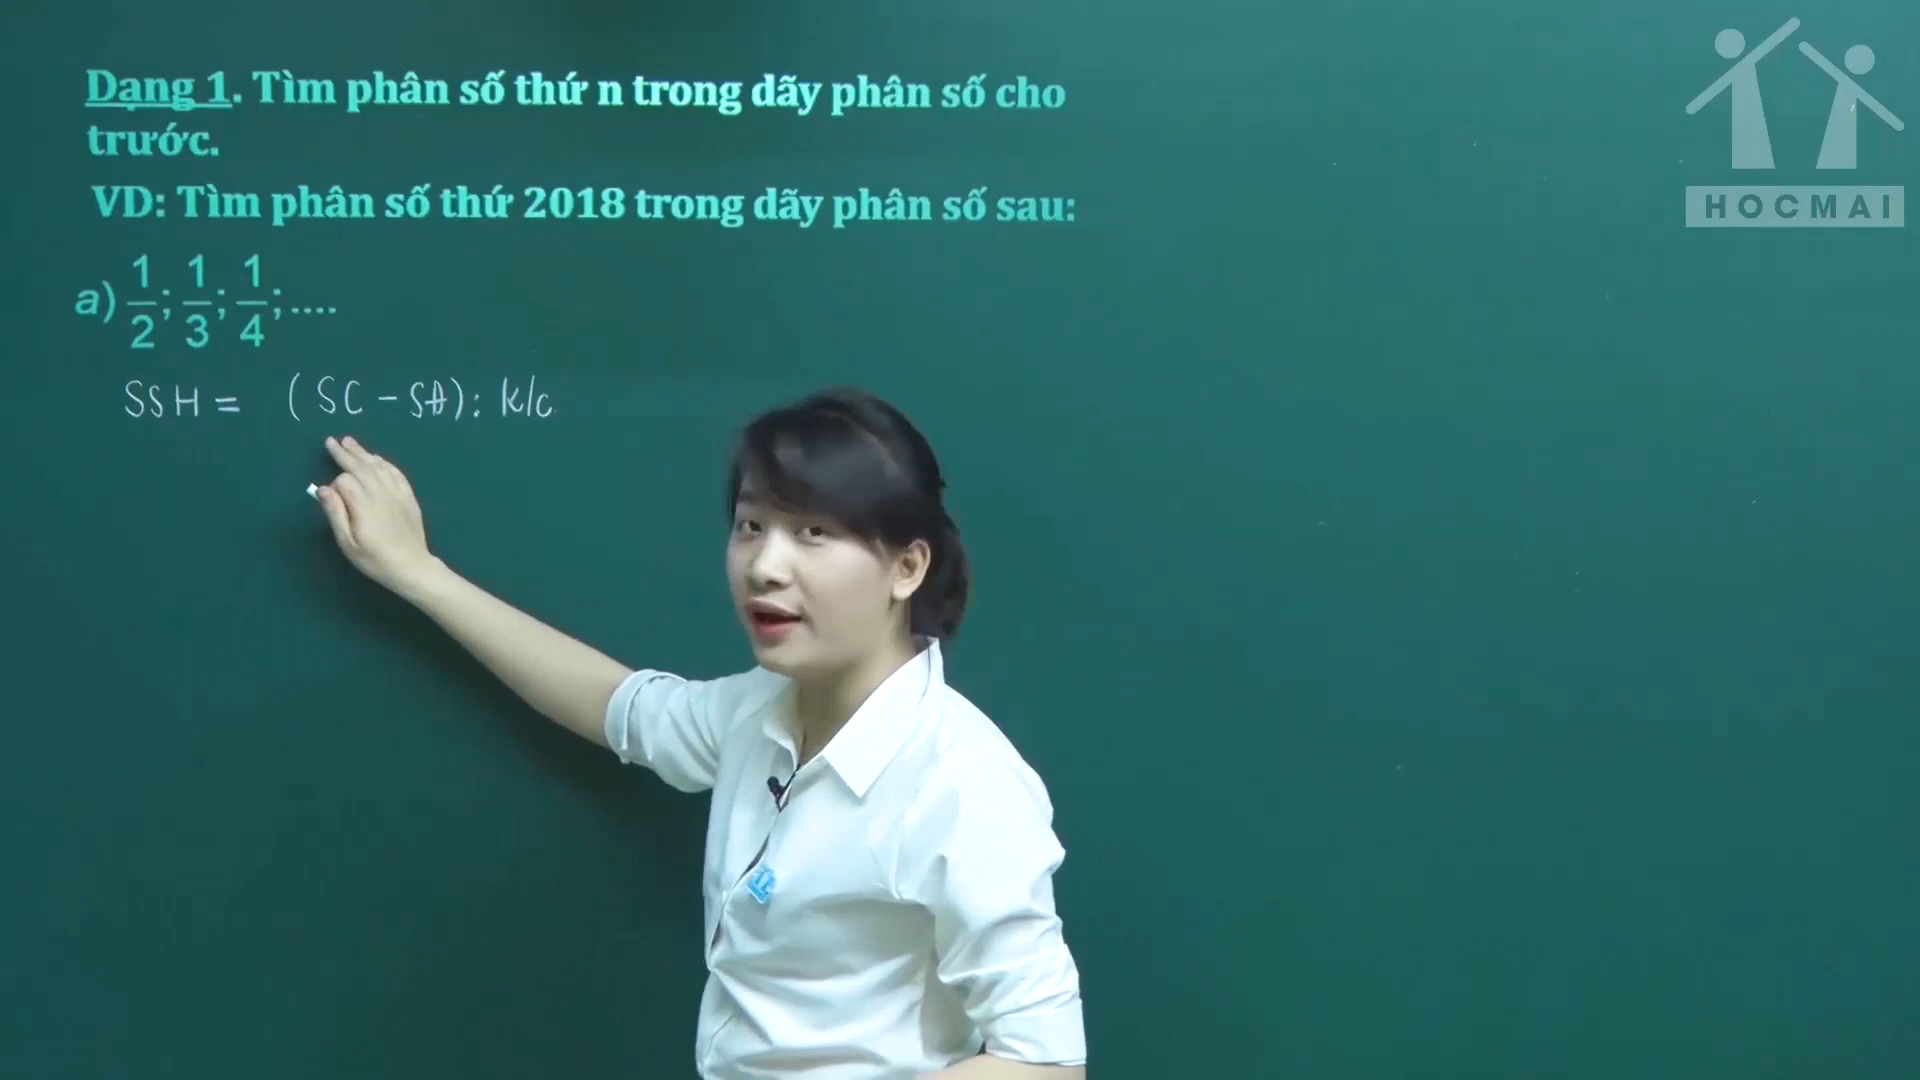 Dạng 1. Tìm phân số thứ n trong dãy phân số cho
trước.
VD: Tìm phân số thứ 2018 trong dãy phân số sau:
a) 1/2; 1/3; 1/4; ....
SSH = (SC - SĐ): k/c
HOCMAI